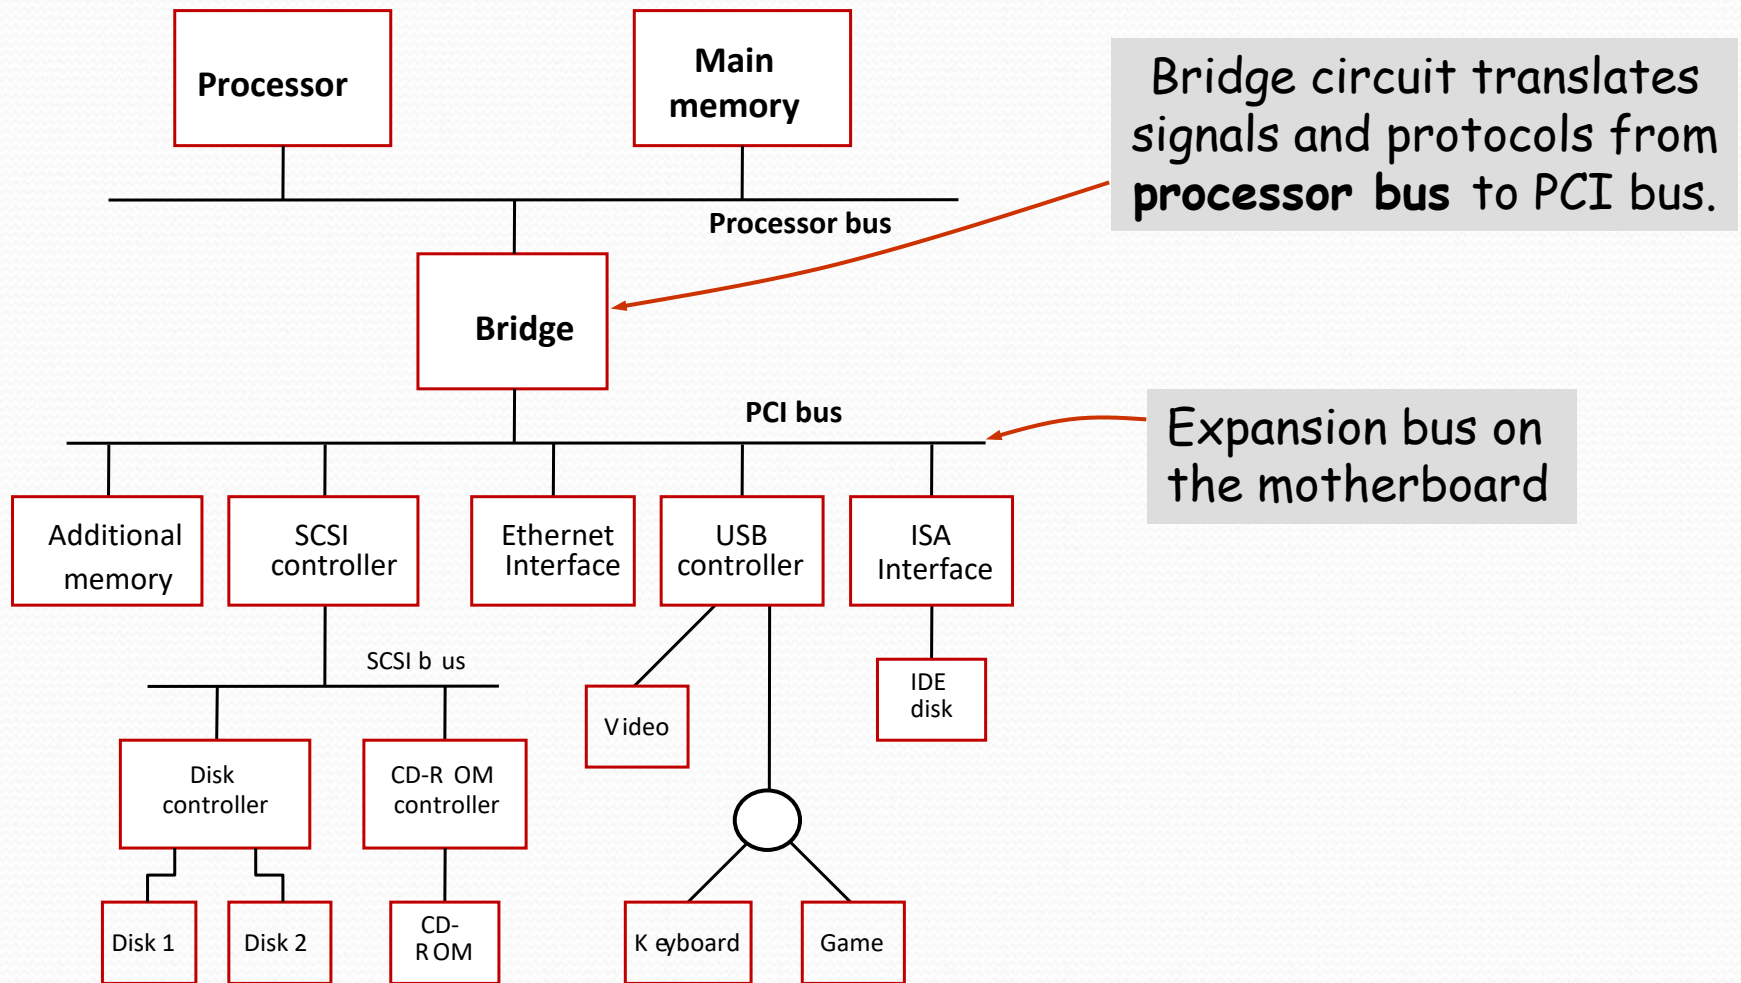 Processor
Main
memory
Bridge circuit translates
signals and protocols from
processor bus to PCI bus.
Processor bus
Bridge
PCI bus
Expansion bus on
the motherboard
Additional
memory
SCSI
controller
Ethernet
Interface
USB
controller
ISA
Interface
SCSI b us
IDE
disk
Video
Disk
controller
CD-R OM
controller
Disk 1
Disk 2
CD-
ROM
K eyboard
Game